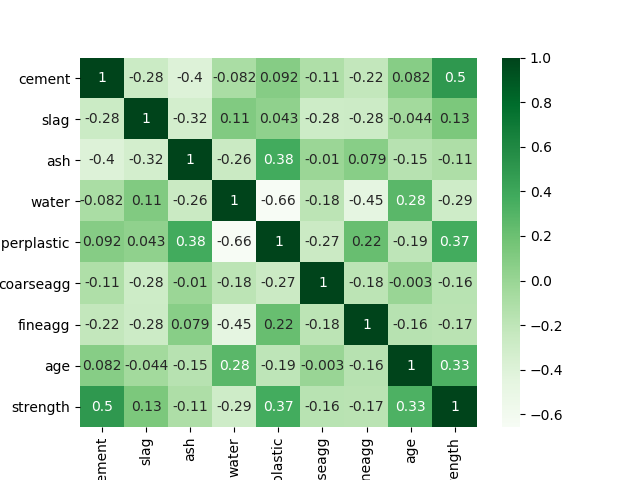 cement 1 -0.28 -0.4 -0.082 0.092 -0.11 -0.22 0.082 0.5
slag -0.28 1 -0.32 0.11 0.043 -0.28 -0.28 -0.044 0.13
ash -0.4 -0.32 1 -0.26 0.38 -0.01 0.079 -0.15 -0.11
water -0.082 0.11 -0.26 1 -0.66 -0.18 -0.45 0.28 -0.29
perplastic 0.092 0.043 0.38 -0.66 1 -0.27 0.22 -0.19 0.37
coarseagg -0.11 -0.28 -0.01 -0.18 -0.27 1 -0.18 -0.003 -0.16
fineagg -0.22 -0.28 0.079 -0.45 0.22 -0.18 1 -0.16 -0.17
age 0.082 -0.044 -0.15 0.28 -0.19 -0.003 -0.16 1 0.33
strength 0.5 0.13 -0.11 -0.29 0.37 -0.16 -0.17 0.33 1
ement slag ash water plastic seagg neagg age ength
1.0
0.8
0.6
0.4
0.2
0.0
−0.2
−0.4
−0.6